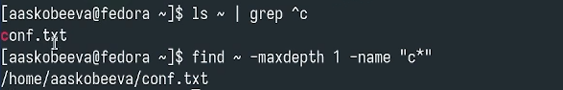 [aaskobeeva@fedora ~]$ ls ~ | grep ^c
conf.txt
[aaskobeeva@fedora ~]$ find ~ -maxdepth 1 -name "c*"
/home/aaskobeeva/conf.txt